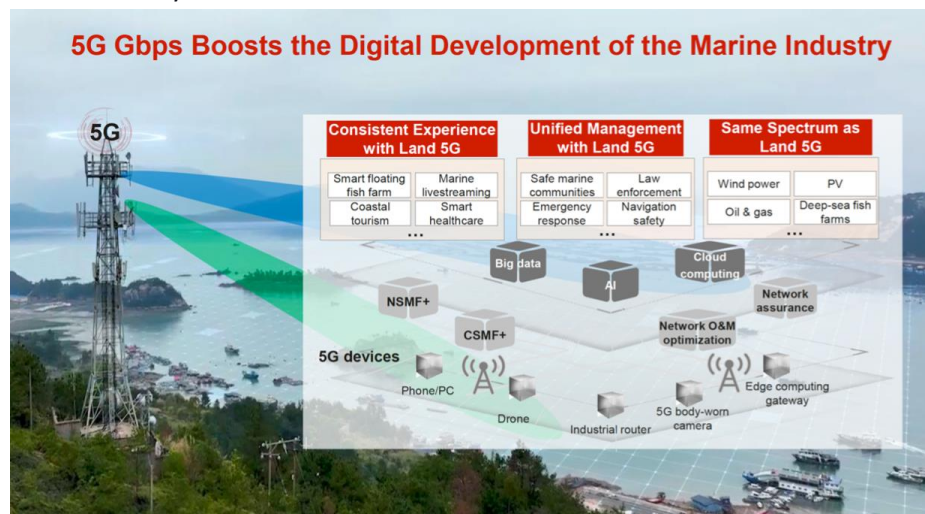 5G Gbps Boosts the Digital Development of the Marine Industry
5G
Consistent Experience
with Land 5G
Smart floating
fish farm
Marine
livestreaming
Coastal
tourism
Smart
healthcare
...
Unified Management
with Land 5G
Safe marine
communities
Law
enforcement
Emergency
response
Navigation
safety
...
Same Spectrum as
Land 5G
Wind power
PV
Oil & gas
Deep-sea fish
farms
...
Big data
AI
Cloud
computing
NSMF+
CSMF+
Network O&M
optimization
Network
assurance
5G devices
Phone/PC
Drone
Industrial router
5G body-worn
camera
Edge computing
gateway